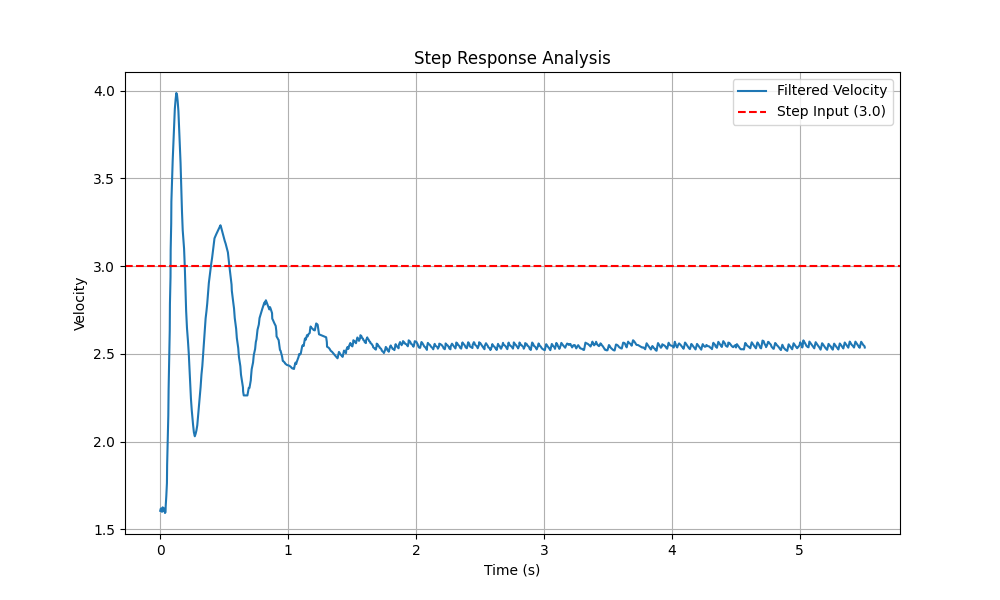 Step Response Analysis
Filtered Velocity
Step Input (3.0)
4.0
3.5
3.0
2.5
2.0
1.5
Velocity
0 1 2 3 4 5
Time (s)